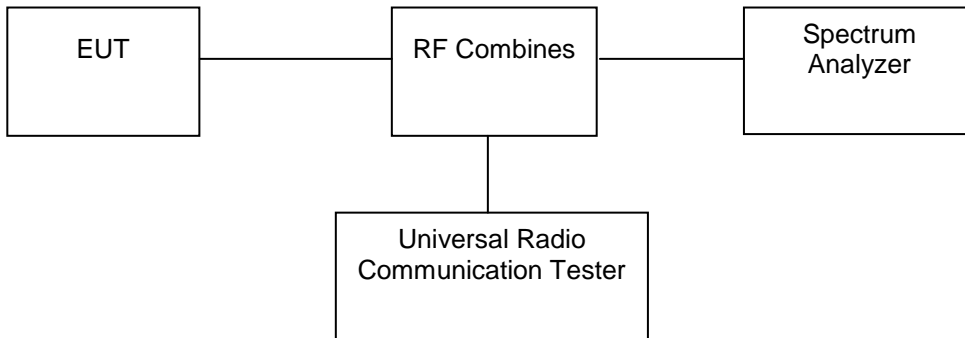 EUT
RF Combines
Spectrum
Analyzer
Universal Radio
Communication Tester